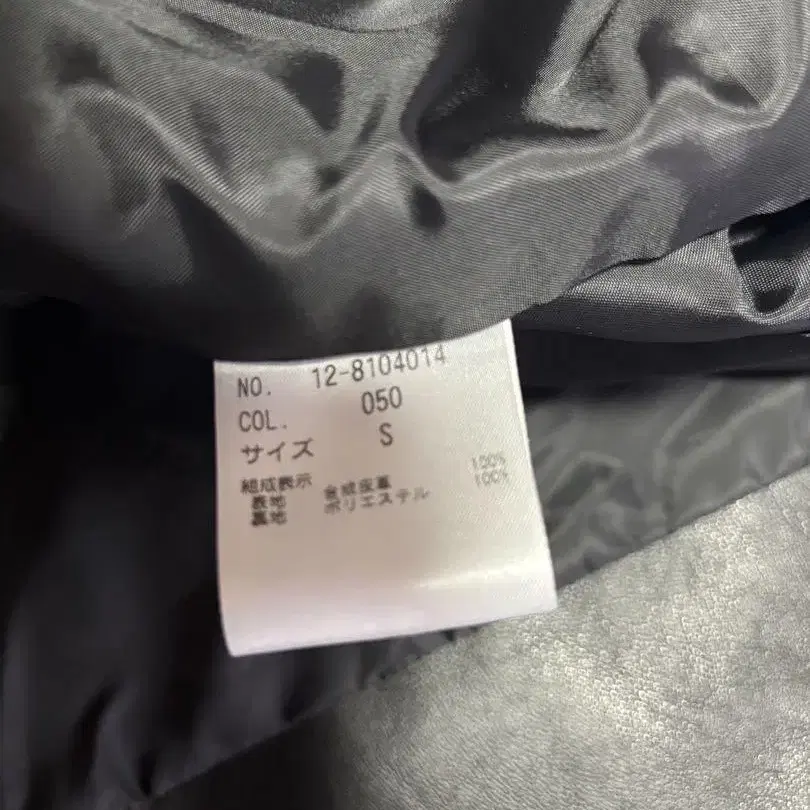 NO. 12-8104014
COL. 050
サイズ S
組成表示
表地 合成皮革 100%
裏地 ポリエステル 100%